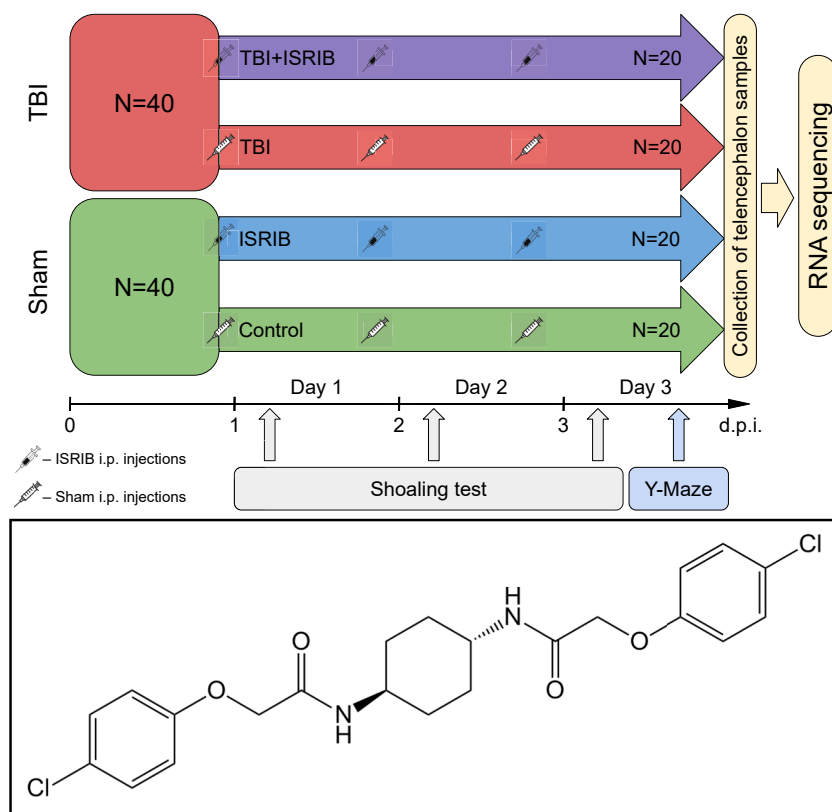 TBI
N=40
TBI+ISRIB
N=20
TBI
N=20
Sham
N=40
ISRIB
N=20
Control
N=20
Collection of telencephalon samples
RNA sequencing
Day 1
Day 2
Day 3
0
1
2
3
d.p.i.
– ISRIB i.p. injections
– Sham i.p. injections
Shoaling test
Y-Maze
Cl
H
N
O
O
O
O
N
H
Cl